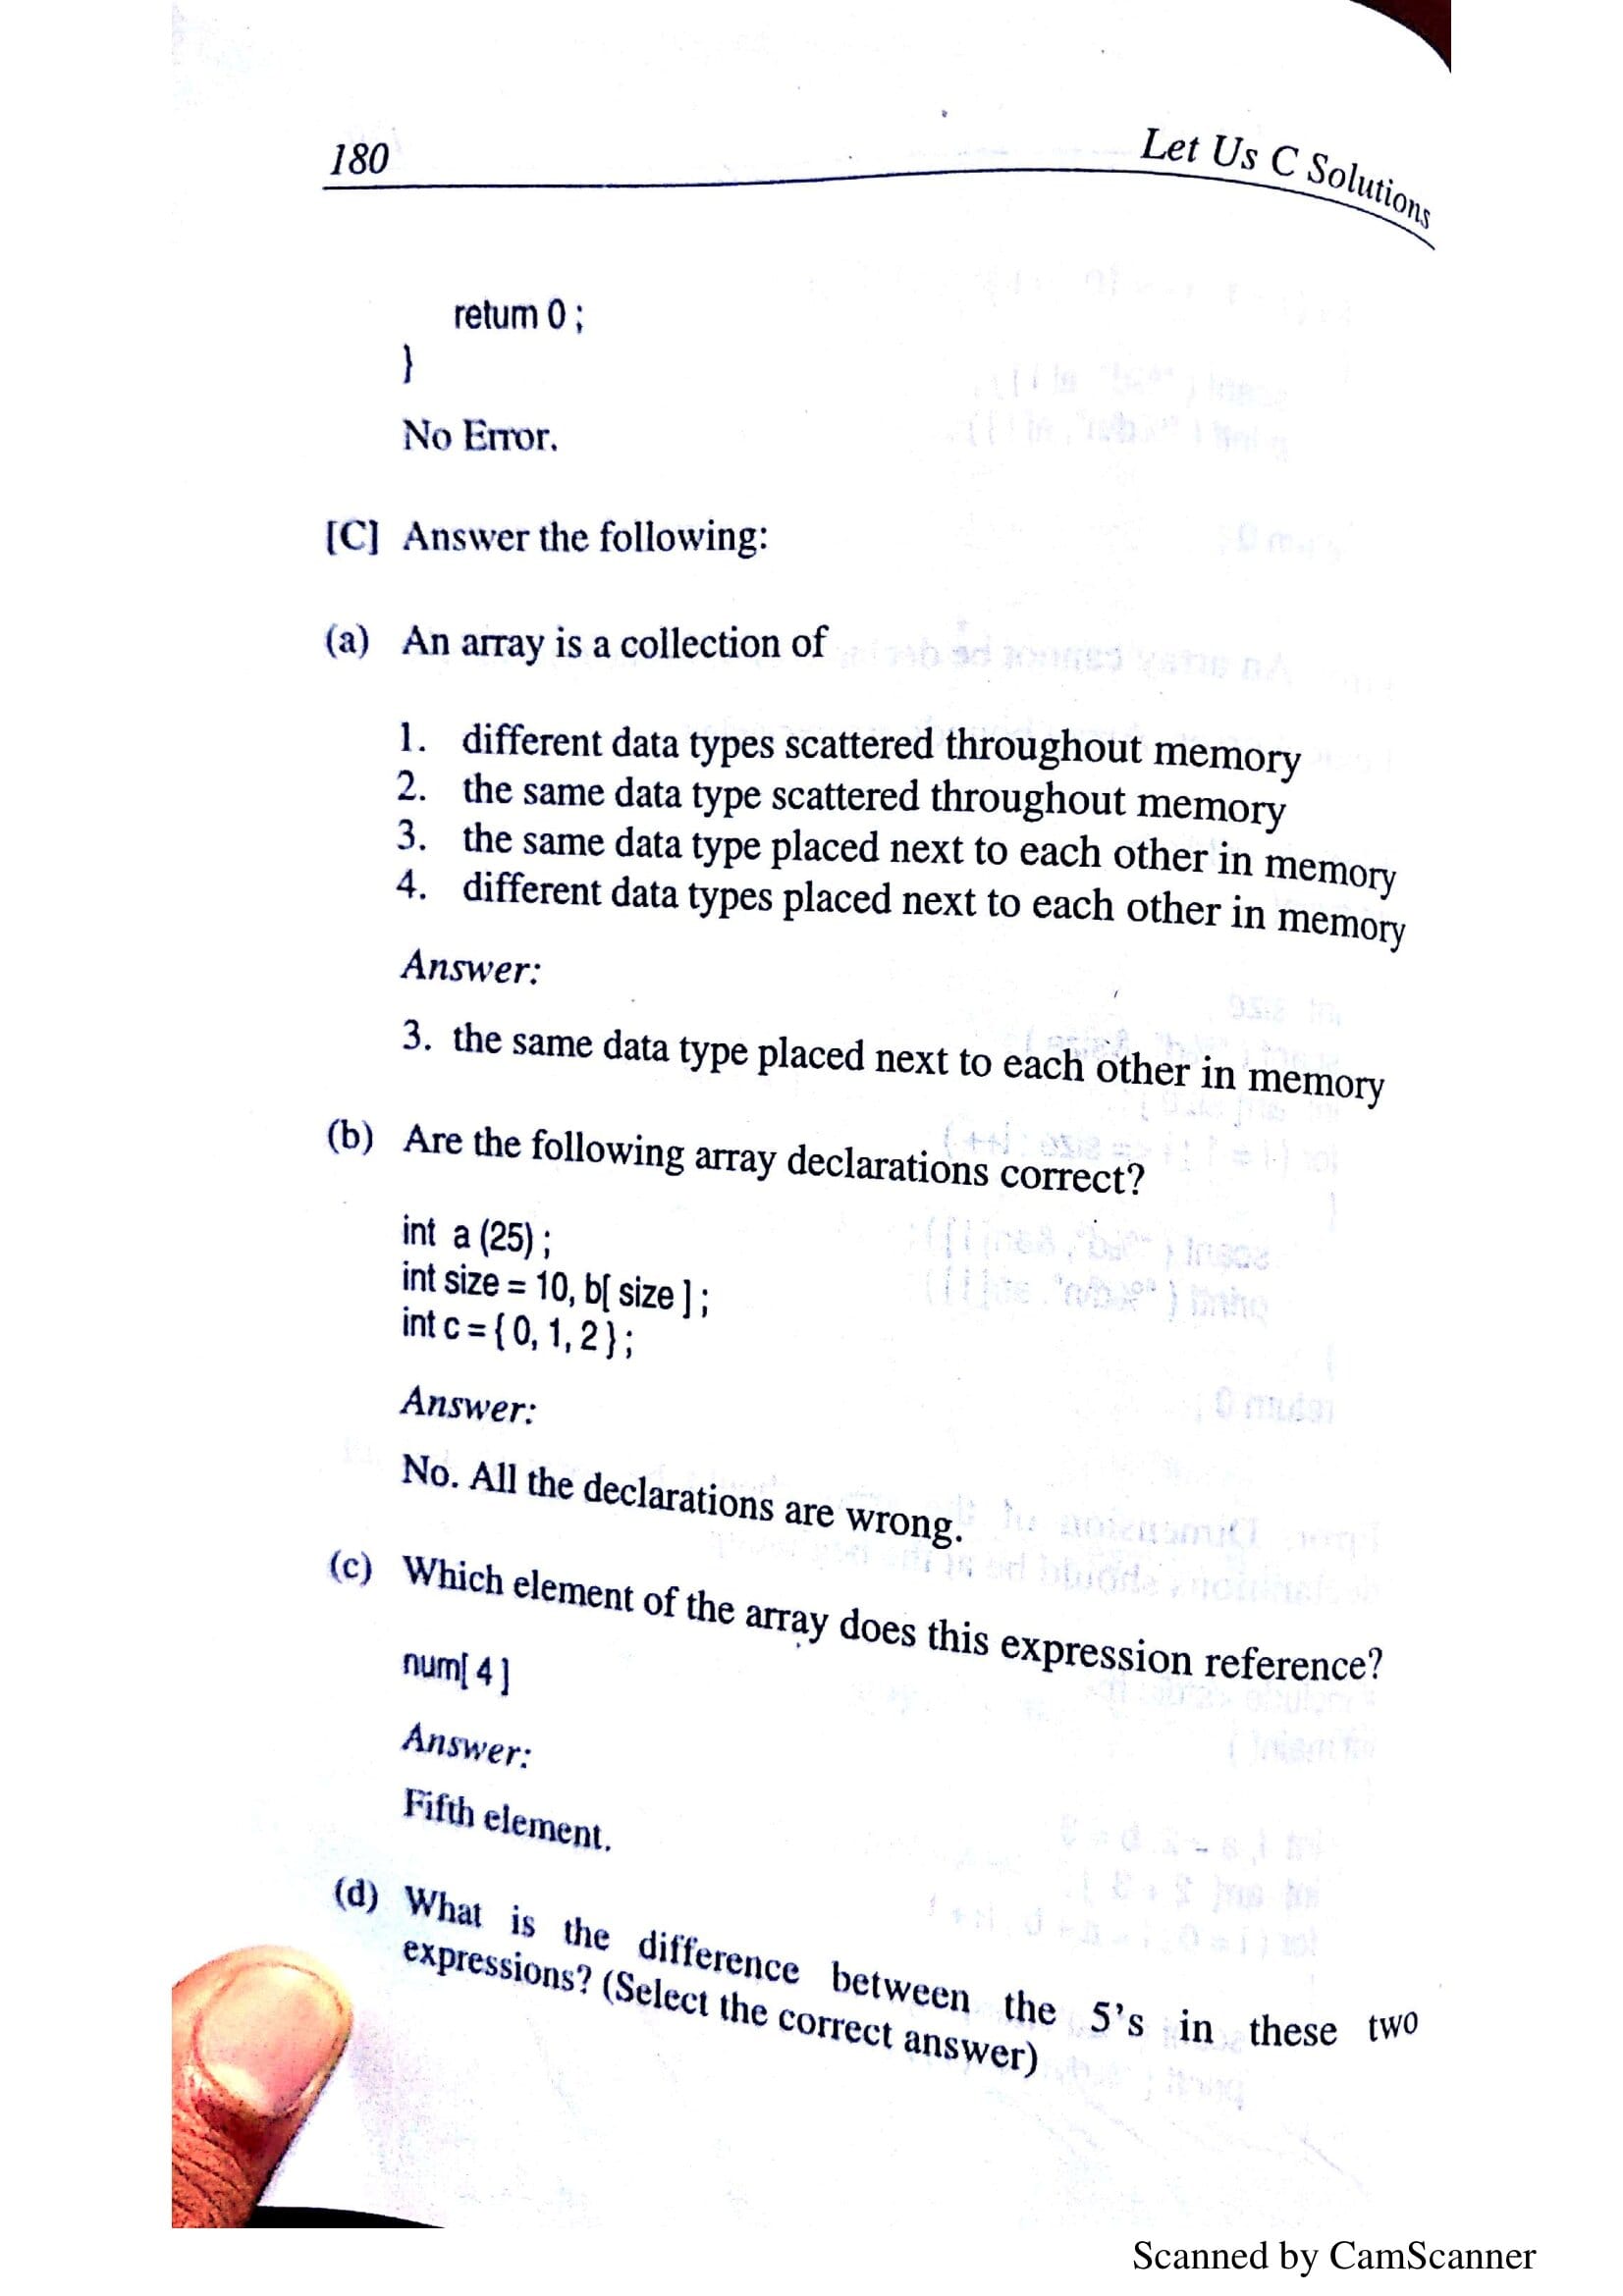 180
Let Us C Solutions
return 0 ;
}
No Error.
[C] Answer the following:
(a) An array is a collection of
1. different data types scattered throughout memory
2. the same data type scattered throughout memory
3. the same data type placed next to each other in memory
4. different data types placed next to each other in memory
Answer:
3. the same data type placed next to each other in memory
(b) Are the following array declarations correct?
int a (25) ;
int size = 10, b[ size ] ;
int c = { 0, 1, 2 } ;
Answer:
No. All the declarations are wrong.
(c) Which element of the array does this expression reference?
num[ 4 ]
Answer:
Fifth element.
(d) What is the difference between the 5's in these two
expressions? (Select the correct answer)
Scanned by CamScanner